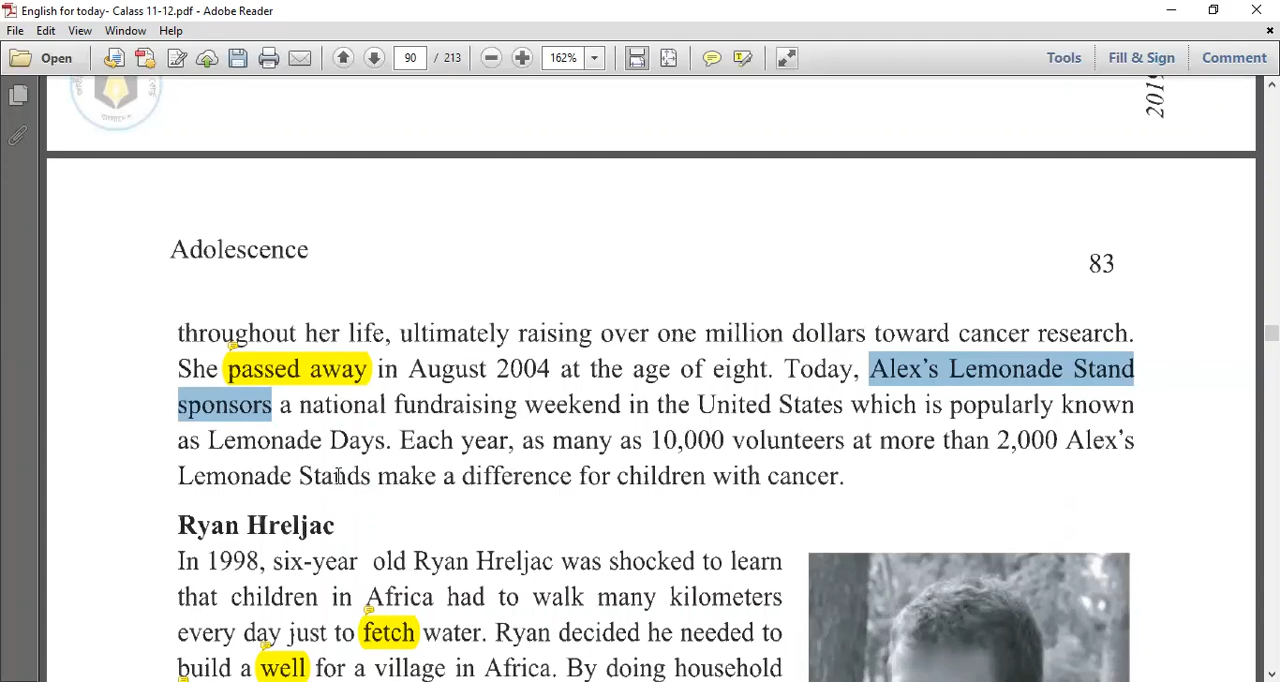 English for today- Calass 11-12.pdf - Adobe Reader
File Edit View Window Help
Open 90 / 213 162% Tools Fill & Sign Comment
2019
Adolescence
83
throughout her life, ultimately raising over one million dollars toward cancer research.
She passed away in August 2004 at the age of eight. Today, Alex's Lemonade Stand
sponsors a national fundraising weekend in the United States which is popularly known
as Lemonade Days. Each year, as many as 10,000 volunteers at more than 2,000 Alex's
Lemonade Stands make a difference for children with cancer.
Ryan Hreljac
In 1998, six-year old Ryan Hreljac was shocked to learn
that children in Africa had to walk many kilometers
every day just to fetch water. Ryan decided he needed to
build a well for a village in Africa. By doing household